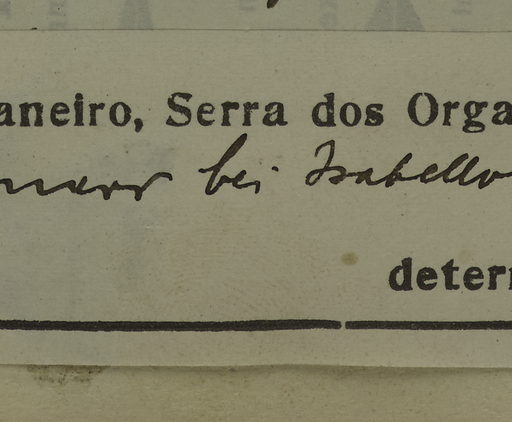 aneiro, Serra dos Orga
bei Isabello
deter